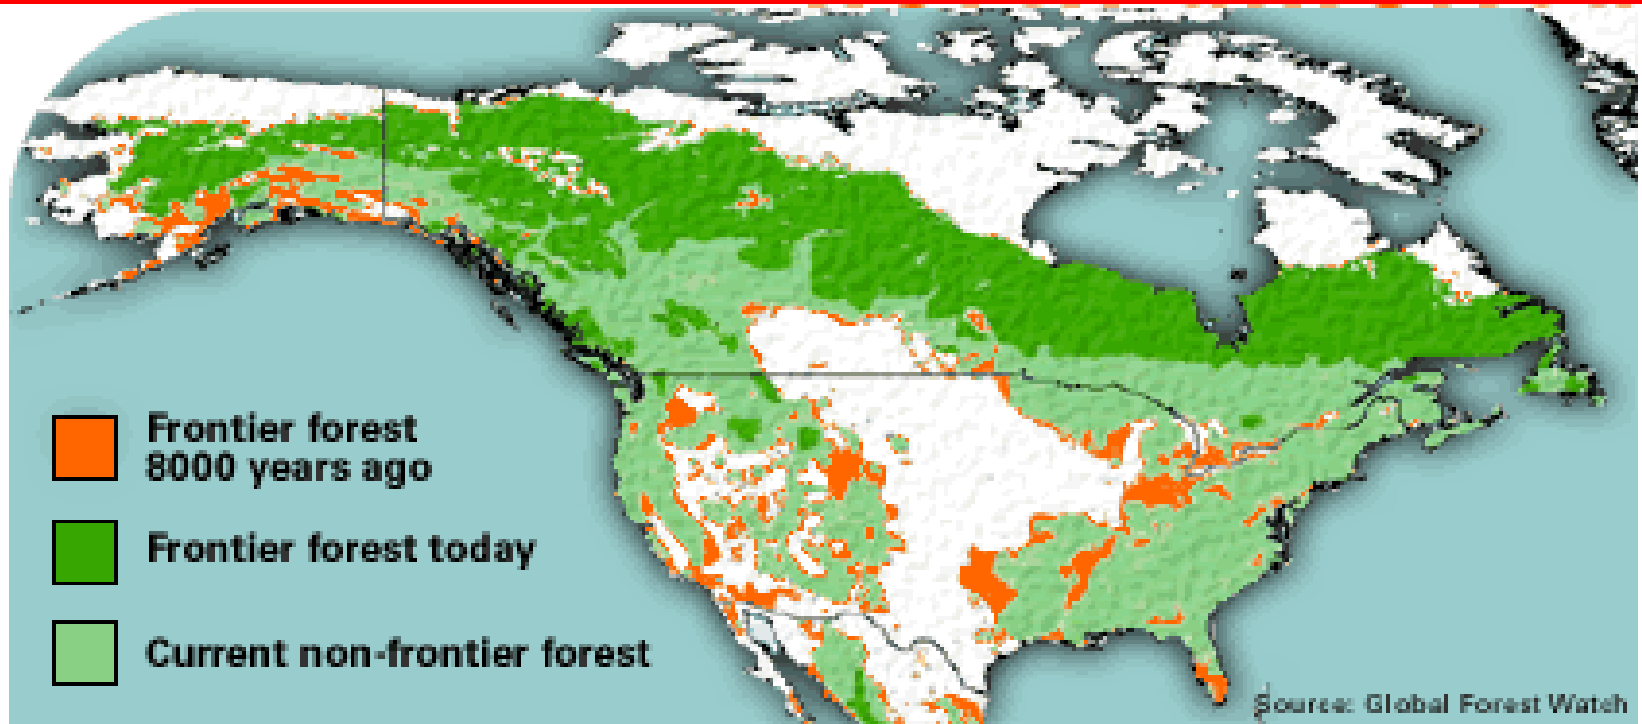 Frontier forest
8000 years ago
Frontier forest today
Current non-frontier forest
Source: Global Forest Watch